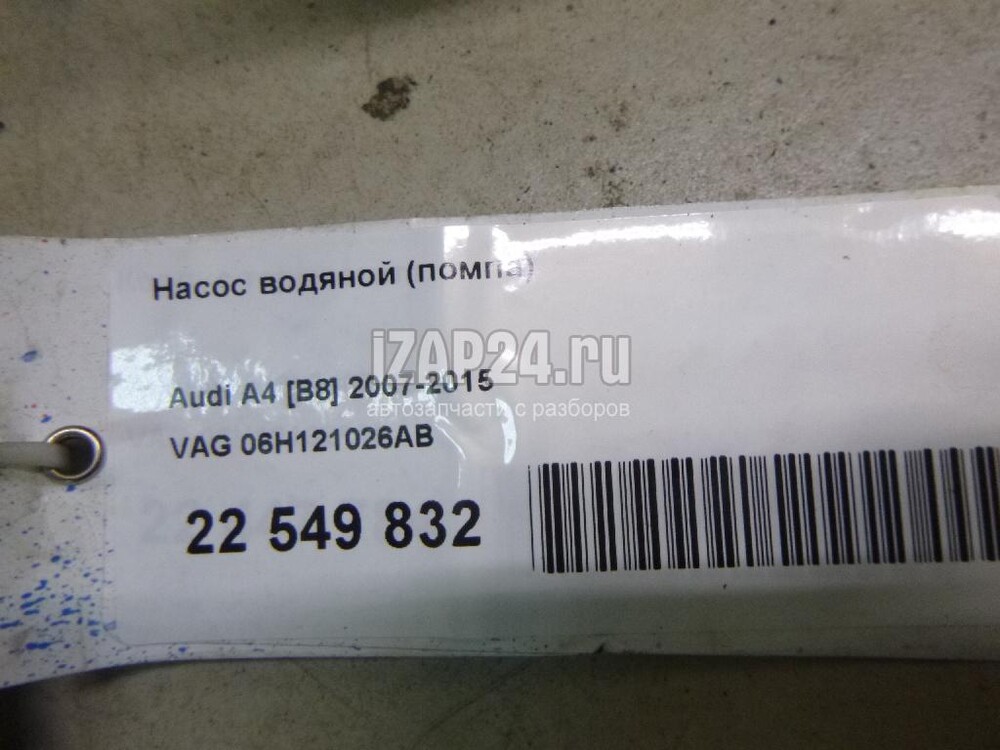 Насос водяной (помпа)
iZAP24.ru
Audi A4 [B8] 2007-2015
автозапчасти с разборов
VAG 06H121026AB
22 549 832